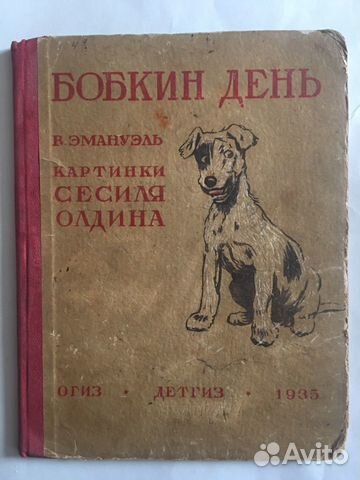 БОБКИН ДЕНЬ
В. ЭМАНУЭЛЬ
КАРТИНКИ
СЕСИЛЯ
ОЛДИНА
ОГИЗ • ДЕТГИЗ • 1935
Avito